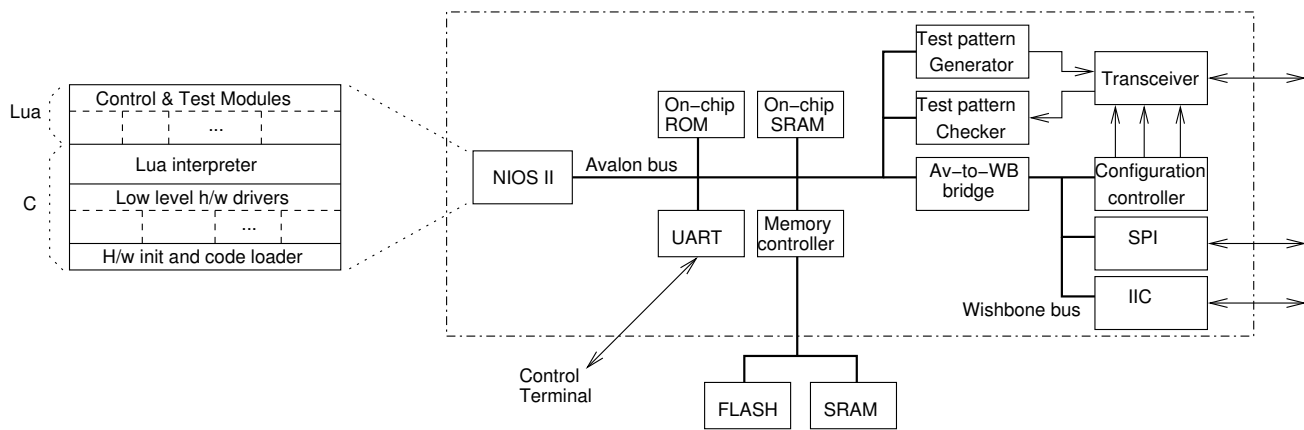 Lua
C
Control & Test Modules
...
Lua interpreter
Low level h/w drivers
...
H/w init and code loader
NIOS II
Avalon bus
On-chip
ROM
On-chip
SRAM
UART
Memory
controller
Control
Terminal
FLASH
SRAM
Test pattern
Generator
Test pattern
Checker
Av-to-WB
bridge
Transceiver
Configuration
controller
SPI
IIC
Wishbone bus